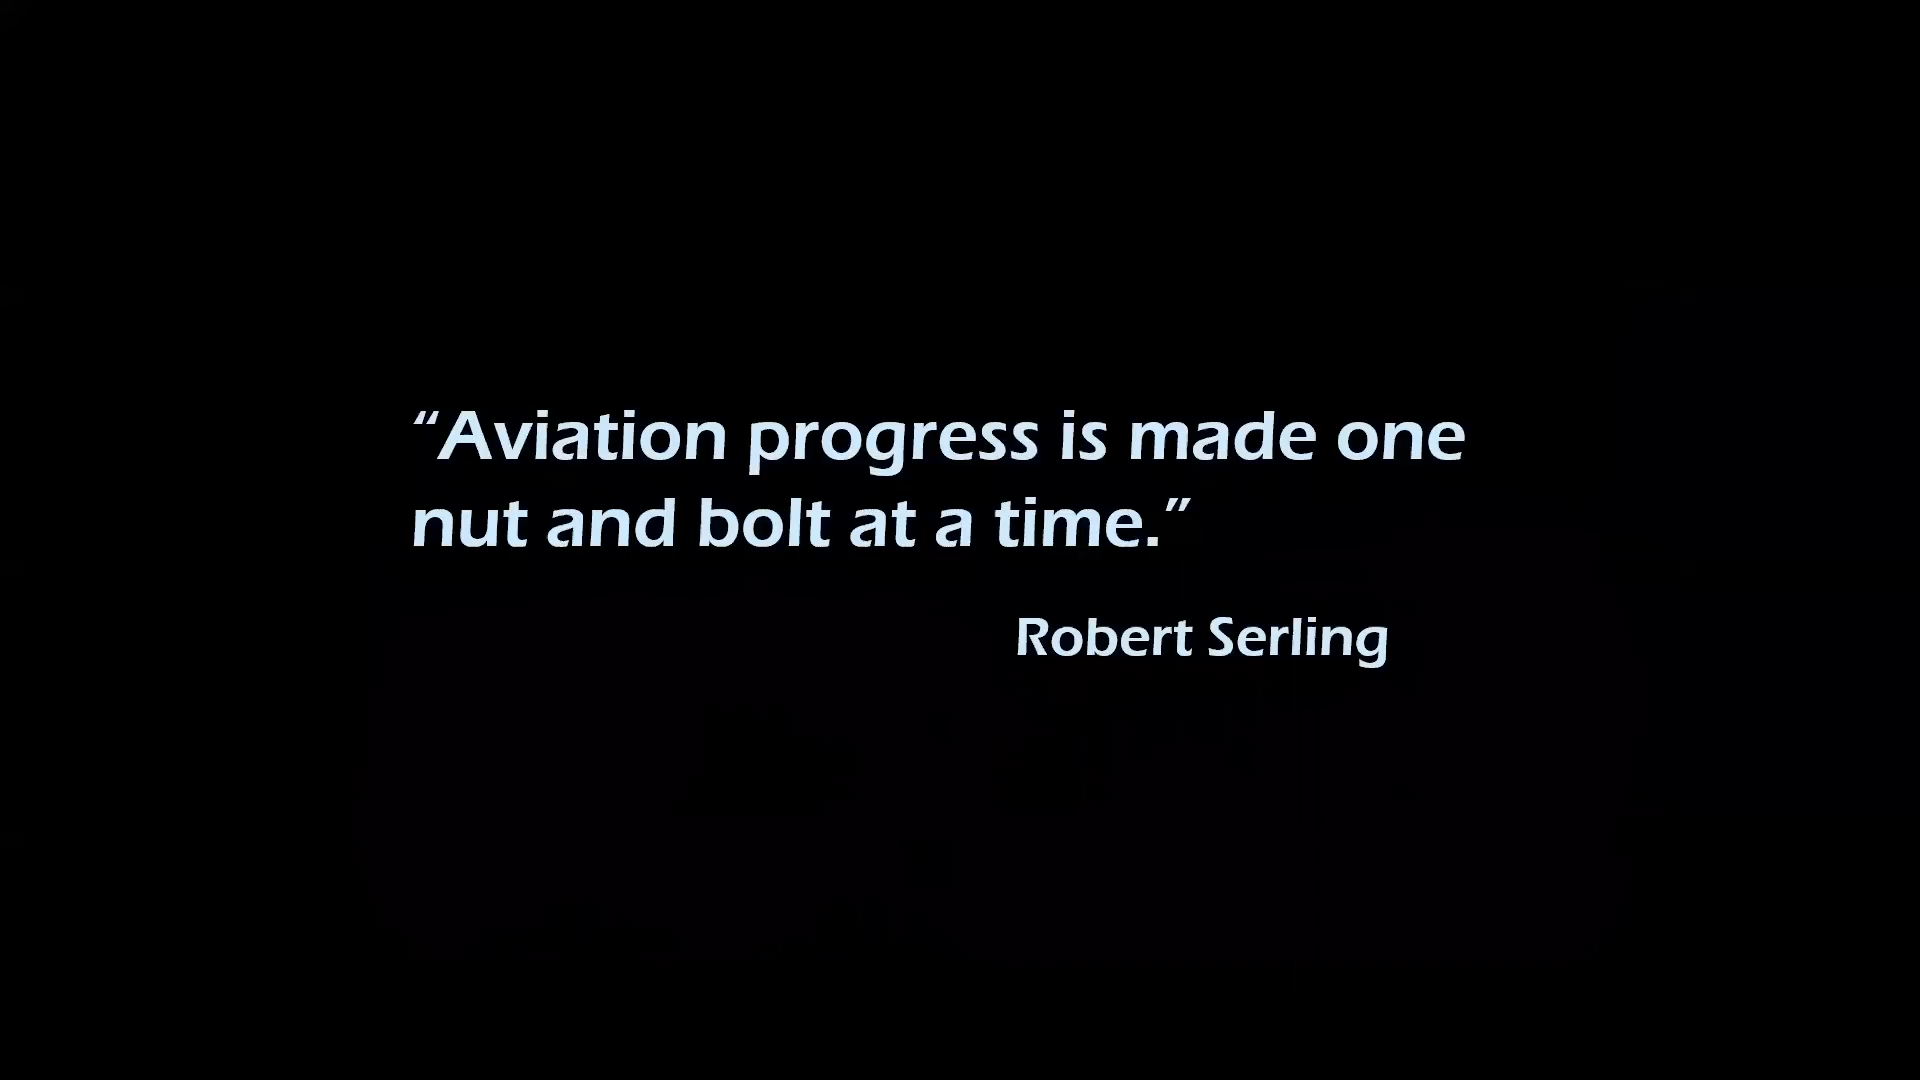 “Aviation progress is made one
nut and bolt at a time.”
Robert Serling